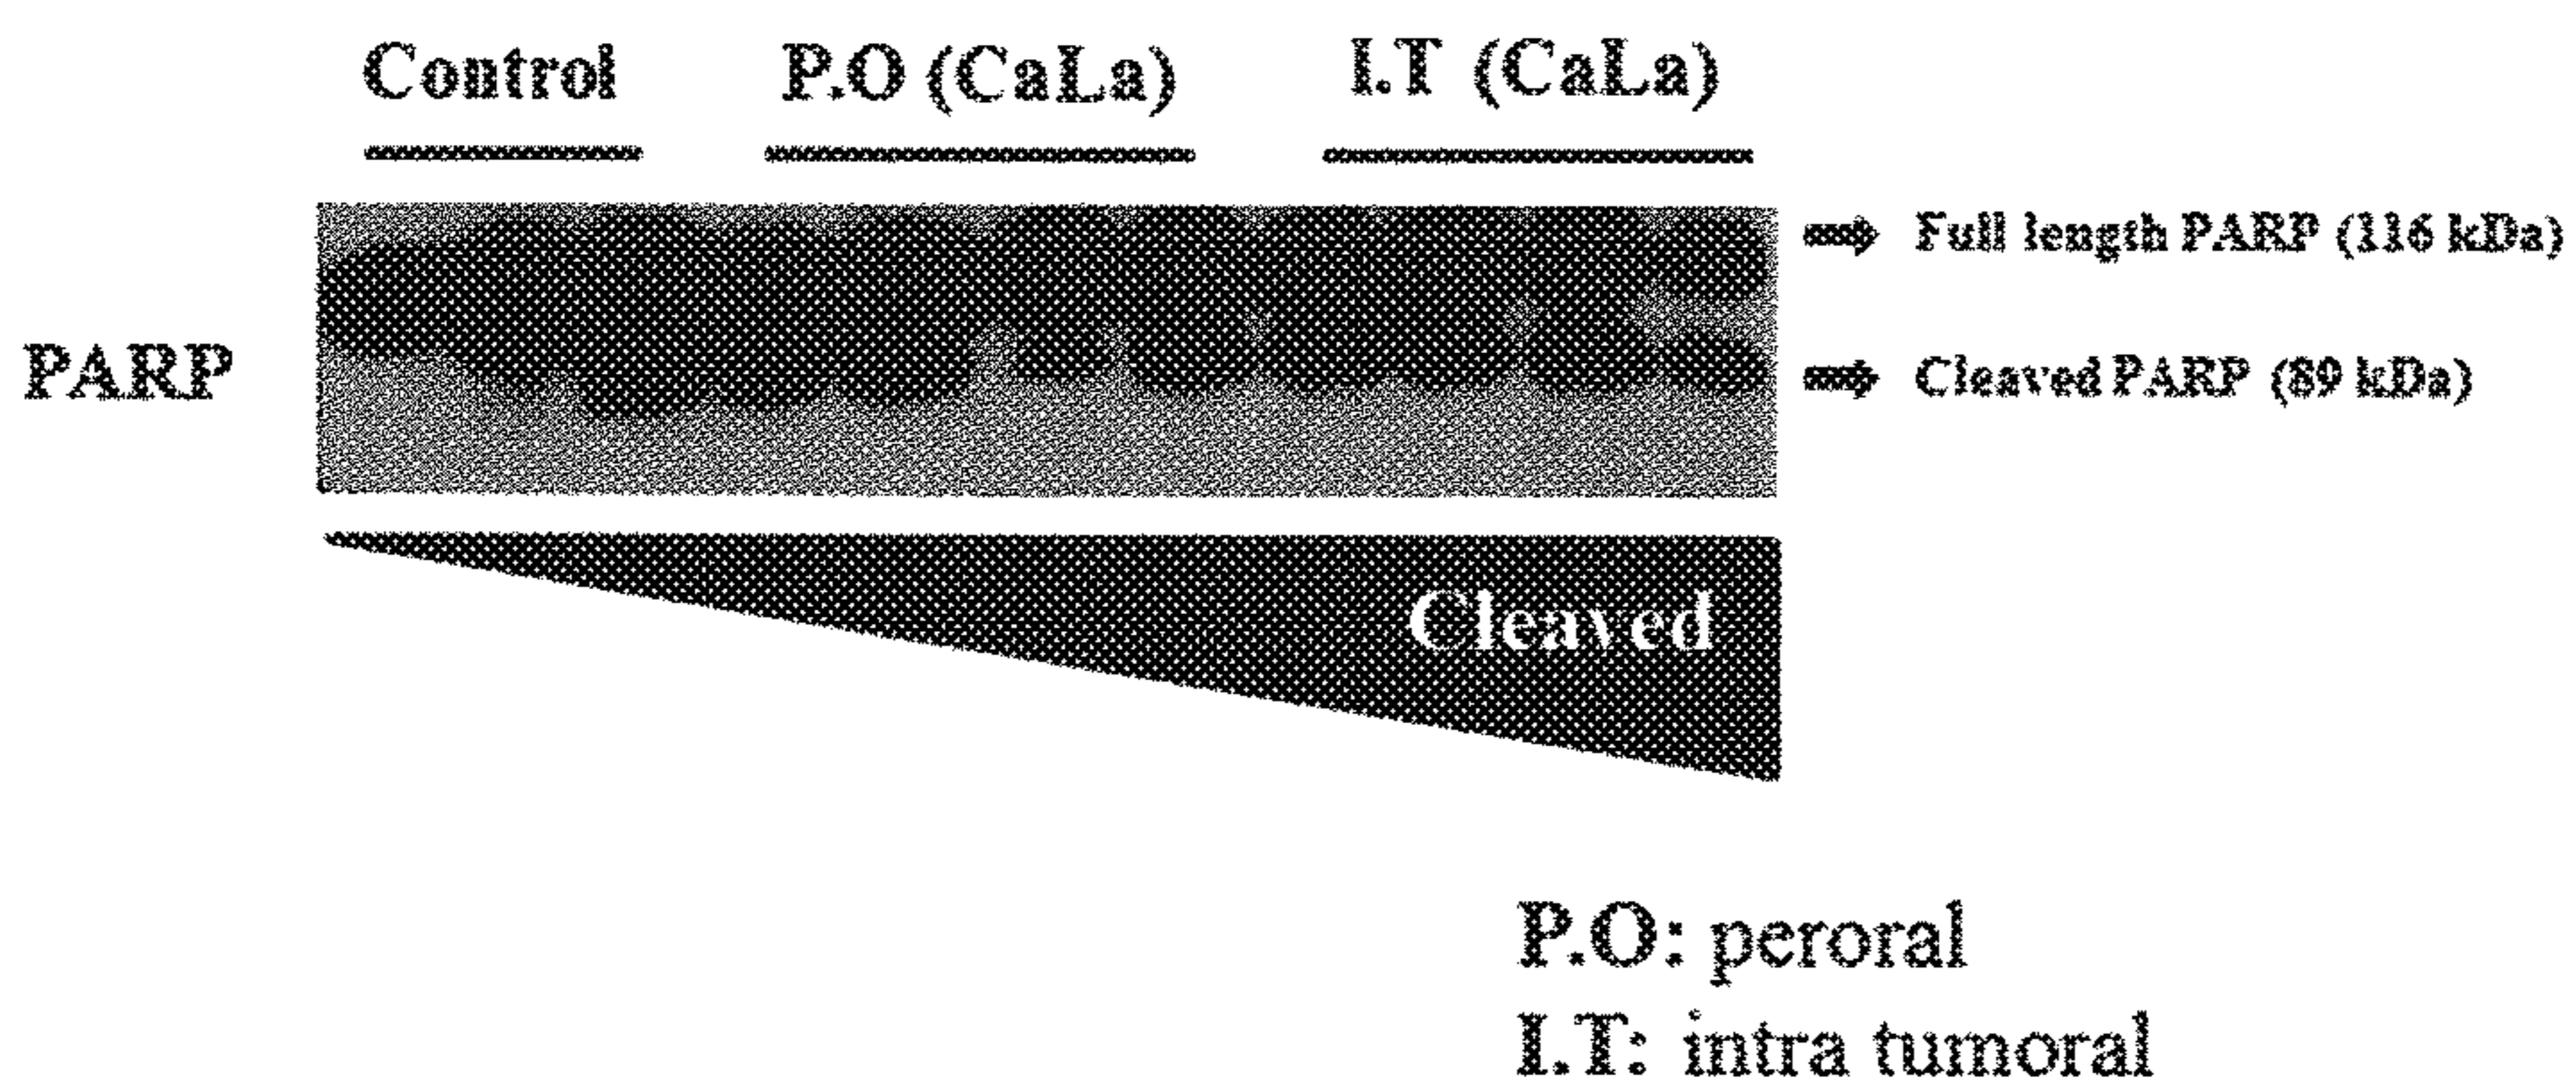 Control P.O (CaLa) I.T (CaLa)
Full length PARP (116 kDa)
PARP
Cleaved PARP (89 kDa)
Cleaved
P.O: peroral
I.T: intra tumoral